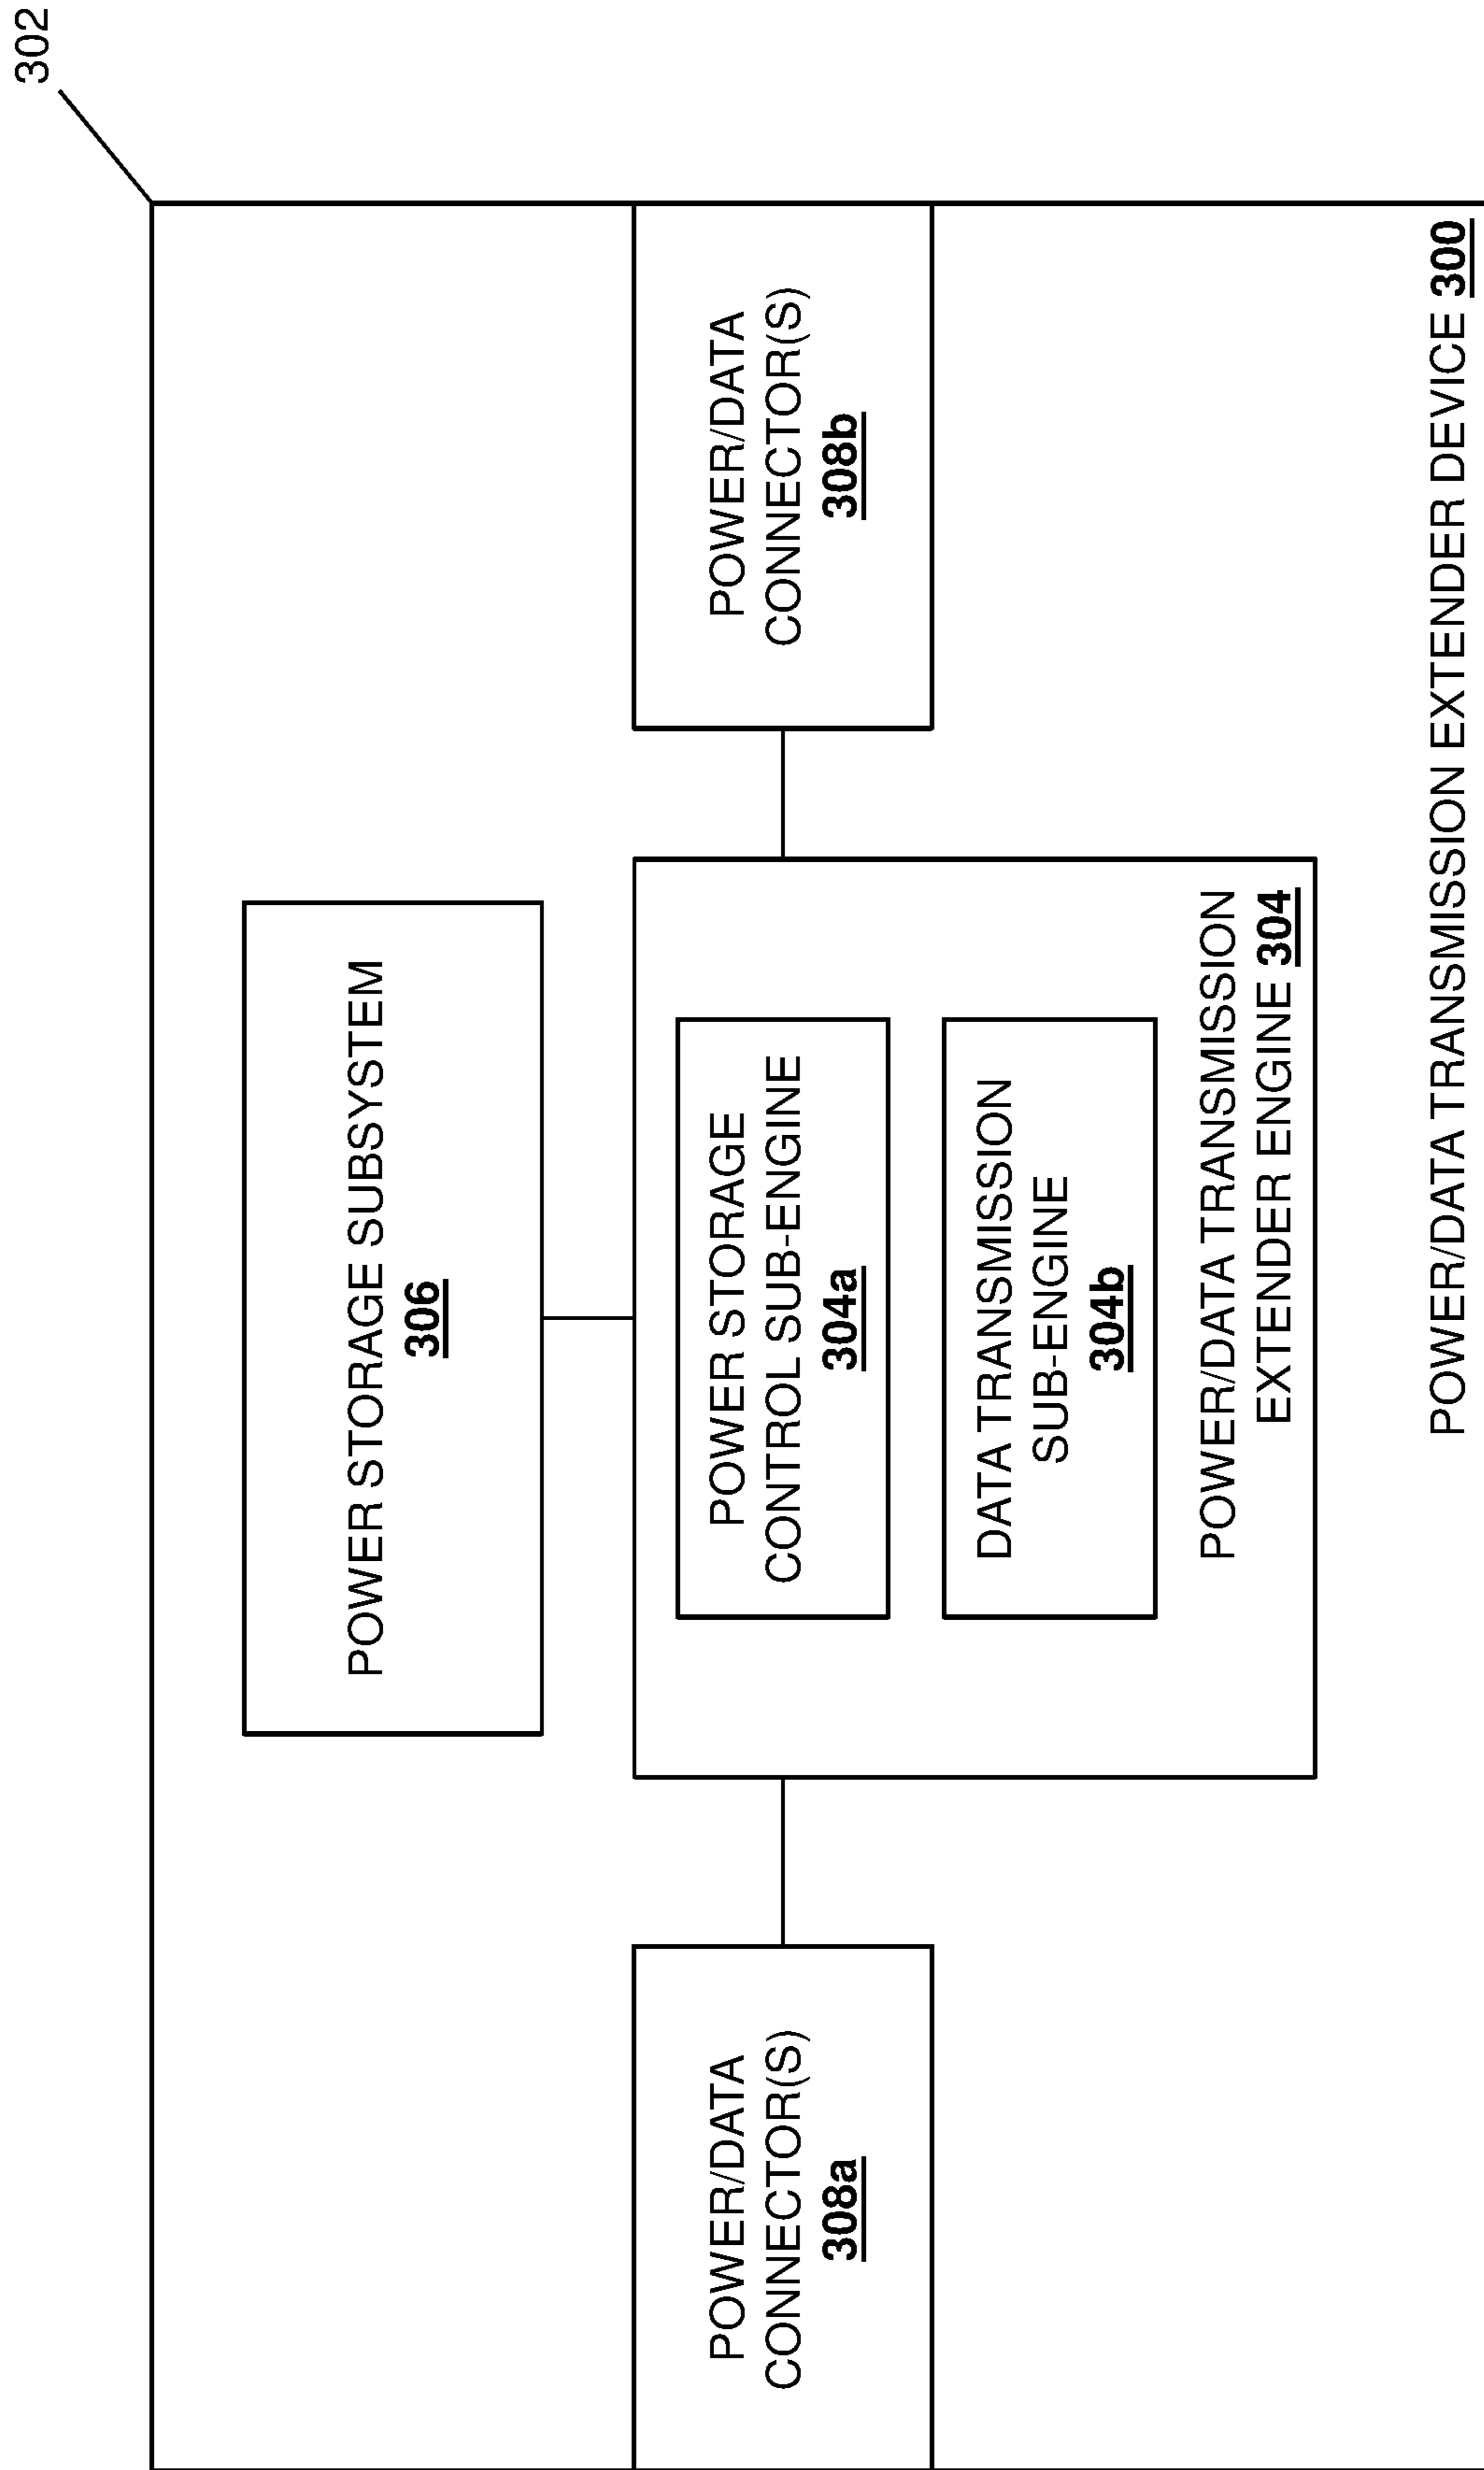 302
POWER STORAGE SUBSYSTEM
306
POWER/DATA
CONNECTOR(S)
308a
POWER STORAGE
CONTROL SUB-ENGINE
304a
DATA TRANSMISSION
SUB-ENGINE
304b
POWER/DATA TRANSMISSION
EXTENDER ENGINE 304
POWER/DATA
CONNECTOR(S)
308b
POWER/DATA TRANSMISSION EXTENDER DEVICE 300